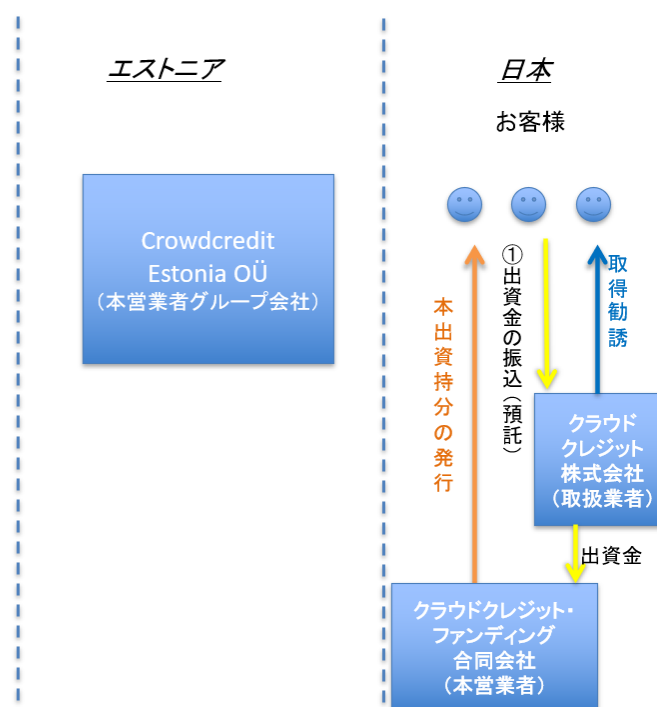 エストニア
日本
お客様
Crowdcredit
Estonia OÜ
（本営業者グループ会社）
本出資持分の発行
①出資金の振込（預託）
取得勧誘
クラウド
クレジット
株式会社
（取扱業者）
出資金
クラウドクレジット・
ファンディング
合同会社
（本営業者）